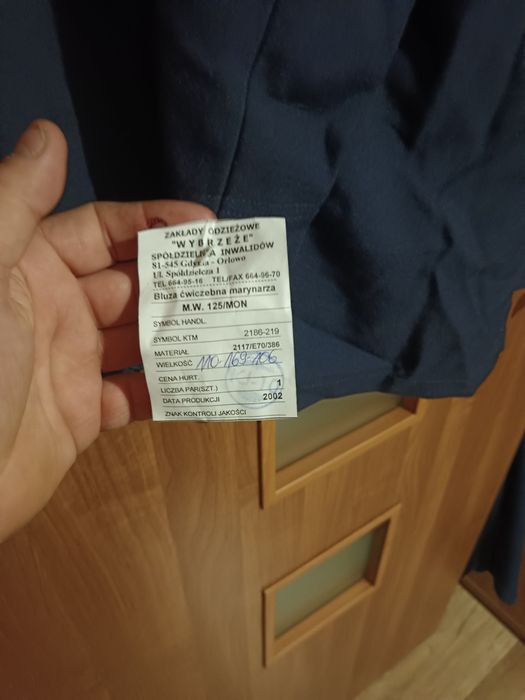 ZAKŁADY ODZIEŻOWE
"WYBRZEŻE"
SPÓŁDZIELNIA INWALIDÓW
81-545 Gdynia - Orłowo
Ul. Spółdzielcza 1
TEL 664-95-16 TEL/FAX 664-96-70
Bluza ćwiczebna marynarza
M.W. 125/MON
SYMBOL HANDL.
SYMBOL KTM 2186-219
MATERIAŁ 2117/E70/386
WIELKOŚĆ 110-169-106
CENA HURT.
LICZBA PAR(SZT.) 1
DATA PRODUKCJI 2002
ZNAK KONTROLI JAKOŚCI